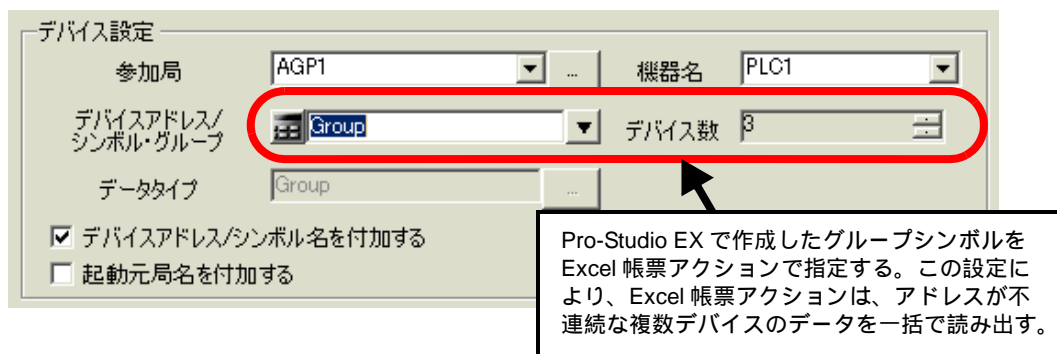 デバイス設定
参加局 AGP1 ... 機器名 PLC1
デバイスアドレス/
シンボル・グループ Group デバイス数 3
データタイプ Group ...
デバイスアドレス/シンボル名を付加する
起動元局名を付加する
Pro-Studio EX で作成したグループシンボルを
Excel 帳票アクションで指定する。この設定に
より、Excel 帳票アクションは、アドレスが不
連続な複数デバイスのデータを一括で読み出す。